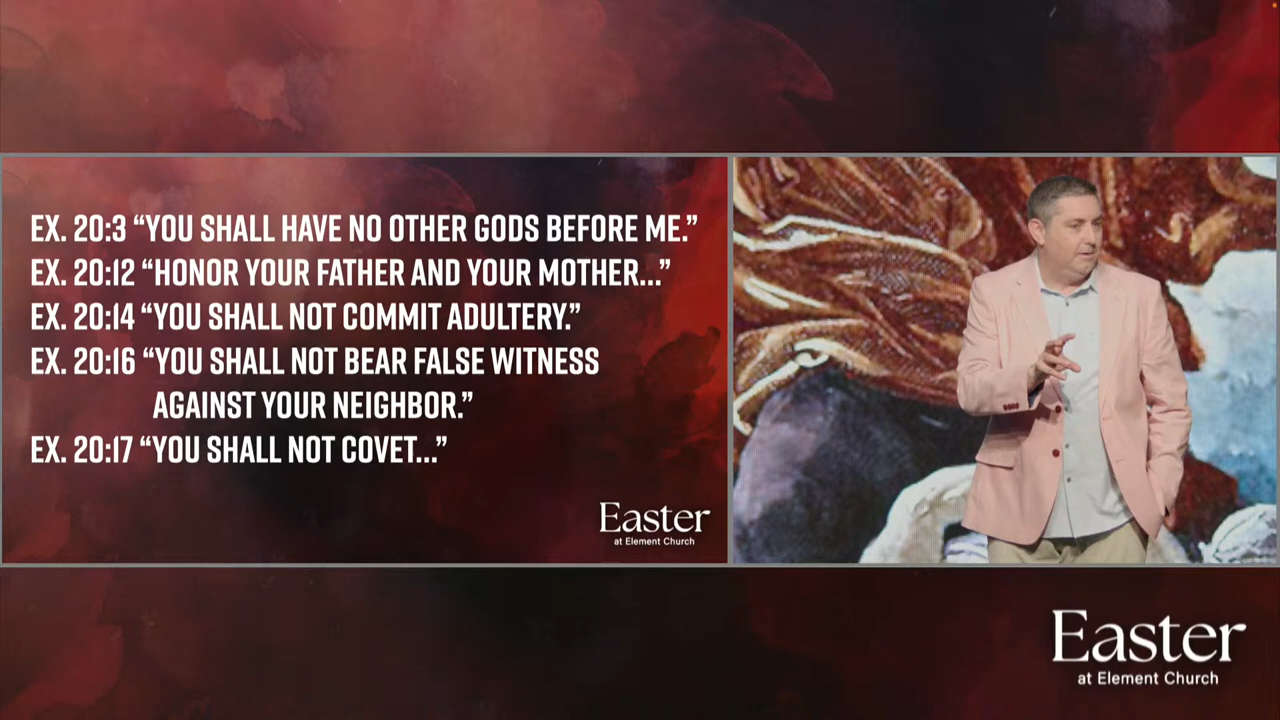 EX. 20:3 “YOU SHALL HAVE NO OTHER GODS BEFORE ME.”
EX. 20:12 “HONOR YOUR FATHER AND YOUR MOTHER...”
EX. 20:14 “YOU SHALL NOT COMMIT ADULTERY.”
EX. 20:16 “YOU SHALL NOT BEAR FALSE WITNESS
AGAINST YOUR NEIGHBOR.”
EX. 20:17 “YOU SHALL NOT COVET...”
Easter
at Element Church
Easter
at Element Church